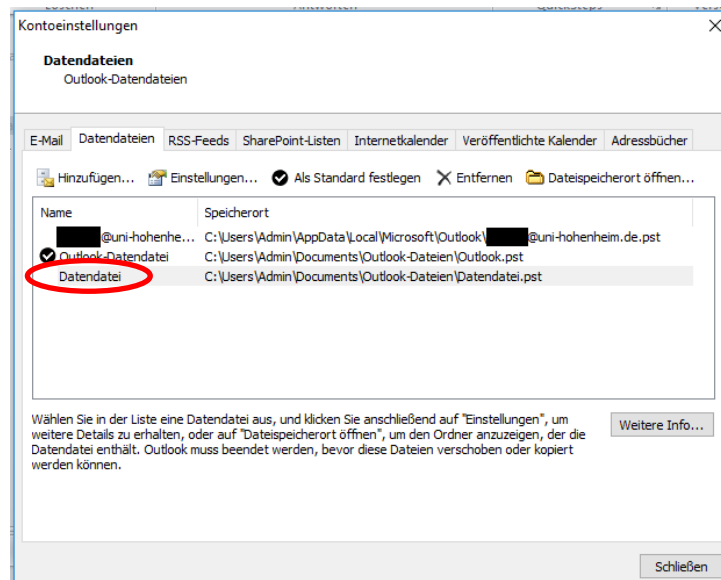 Kontoeinstellungen
Datendateien
Outlook-Datendateien
E-Mail Datendateien RSS-Feeds SharePoint-Listen Internetkalender Veröffentlichte Kalender Adressbücher
Hinzufügen... Einstellungen... Als Standard festlegen Entfernen Dateispeicherort öffnen...
Name Speicherort
@uni-hohenhe... C:\Users\Admin\AppData\Local\Microsoft\Outlook\ @uni-hohenheim.de.pst
Outlook-Datendatei C:\Users\Admin\Documents\Outlook-Dateien\Outlook.pst
Datendatei C:\Users\Admin\Documents\Outlook-Dateien\Datendatei.pst
Wählen Sie in der Liste eine Datendatei aus, und klicken Sie anschließend auf "Einstellungen", um
weitere Details zu erhalten, oder auf "Dateispeicherort öffnen", um den Ordner anzuzeigen, der die
Datendatei enthält. Outlook muss beendet werden, bevor diese Dateien verschoben oder kopiert
werden können.
Weitere Info...
Schließen